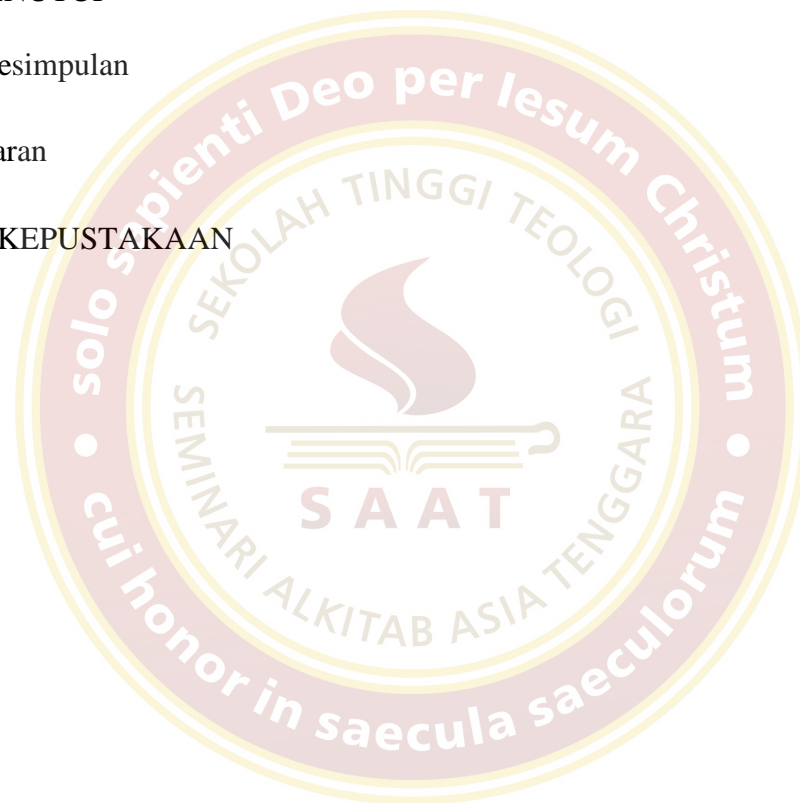 esimpulan
aran
KEPUSTAKAAN
solo sapienti Deo per Iesum Christum
cui honor in saecula saeculorum
SEKOLAH TINGGI TEOLOGI
SEMINARI ALKITAB ASIA TENGGARA
SAAT